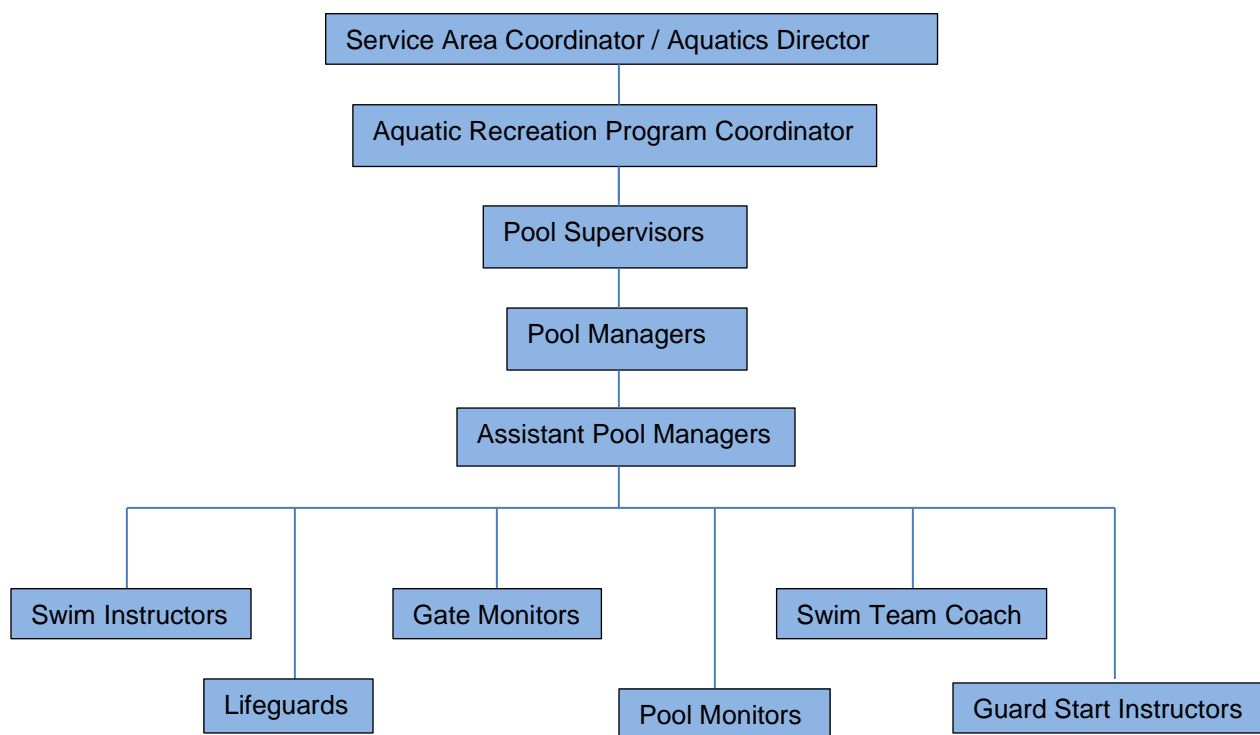 Service Area Coordinator / Aquatics Director
Aquatic Recreation Program Coordinator
Pool Supervisors
Pool Managers
Assistant Pool Managers
Swim Instructors
Gate Monitors
Swim Team Coach
Lifeguards
Pool Monitors
Guard Start Instructors